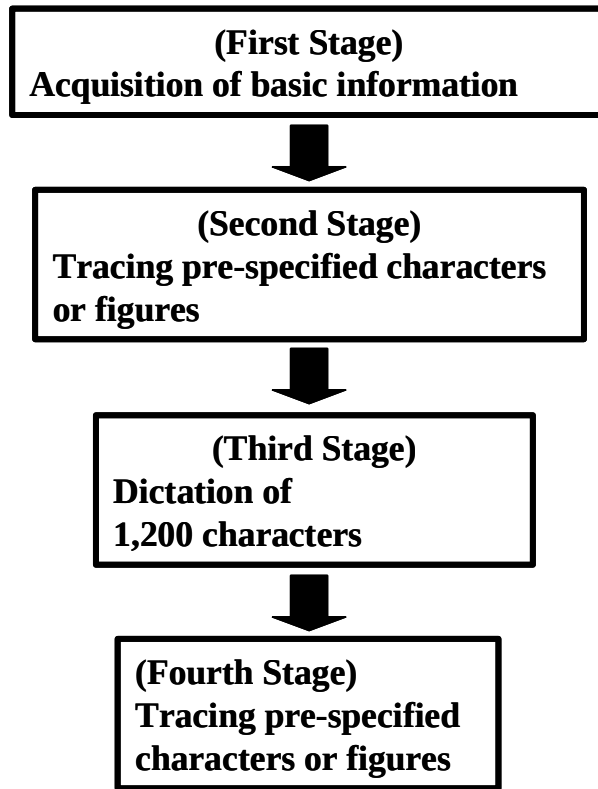 (First Stage)
Acquisition of basic information
(Second Stage)
Tracing pre-specified characters
or figures
(Third Stage)
Dictation of
1,200 characters
(Fourth Stage)
Tracing pre-specified
characters or figures